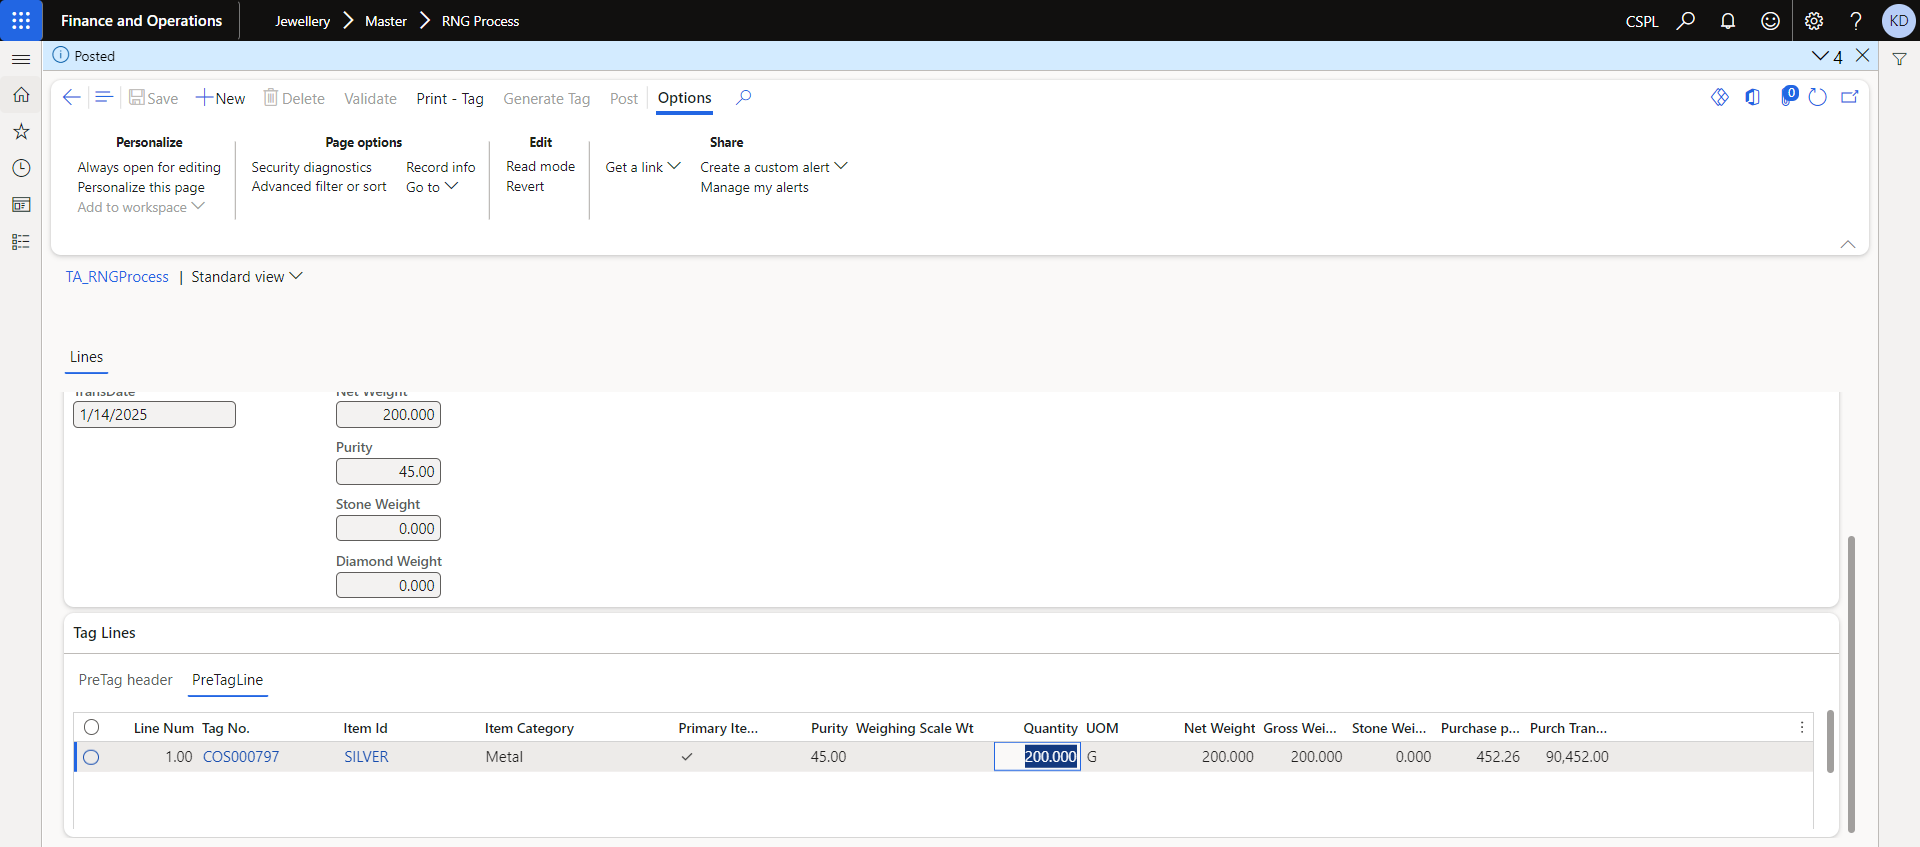 Finance and Operations
Jewellery > Master > RNG Process
CSPL
KD
Posted
4
Save
New
Delete
Validate
Print - Tag
Generate Tag
Post
Options
0
Personalize
Always open for editing
Personalize this page
Add to workspace
Page options
Security diagnostics
Advanced filter or sort
Record info
Go to
Edit
Read mode
Revert
Share
Get a link
Create a custom alert
Manage my alerts
TA_RNGProcess | Standard view
Lines
TransDate
1/14/2025
Net Weight
200.000
Purity
45.00
Stone Weight
0.000
Diamond Weight
0.000
Tag Lines
PreTag header PreTagLine
Line Num Tag No. Item Id Item Category Primary Ite... Purity Weighing Scale Wt Quantity UOM Net Weight Gross Wei... Stone Wei... Purchase p... Purch Tran...
1.00 COS000797 SILVER Metal 45.00 200.000 G 200.000 200.000 0.000 452.26 90,452.00